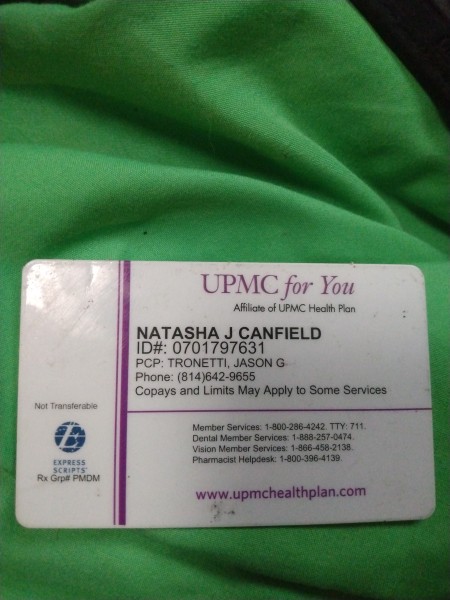 UPMC for You
Affiliate of UPMC Health Plan
NATASHA J CANFIELD
ID#: 0701797631
PCP: TRONETTI, JASON G
Phone: (814)642-9655
Copays and Limits May Apply to Some Services
Not Transferable
EXPRESS
SCRIPTS®
Rx Grp# PMDM
Member Services: 1-800-286-4242. TTY: 711.
Dental Member Services: 1-888-257-0474.
Vision Member Services: 1-866-458-2138.
Pharmacist Helpdesk: 1-800-396-4139.
www.upmchealthplan.com